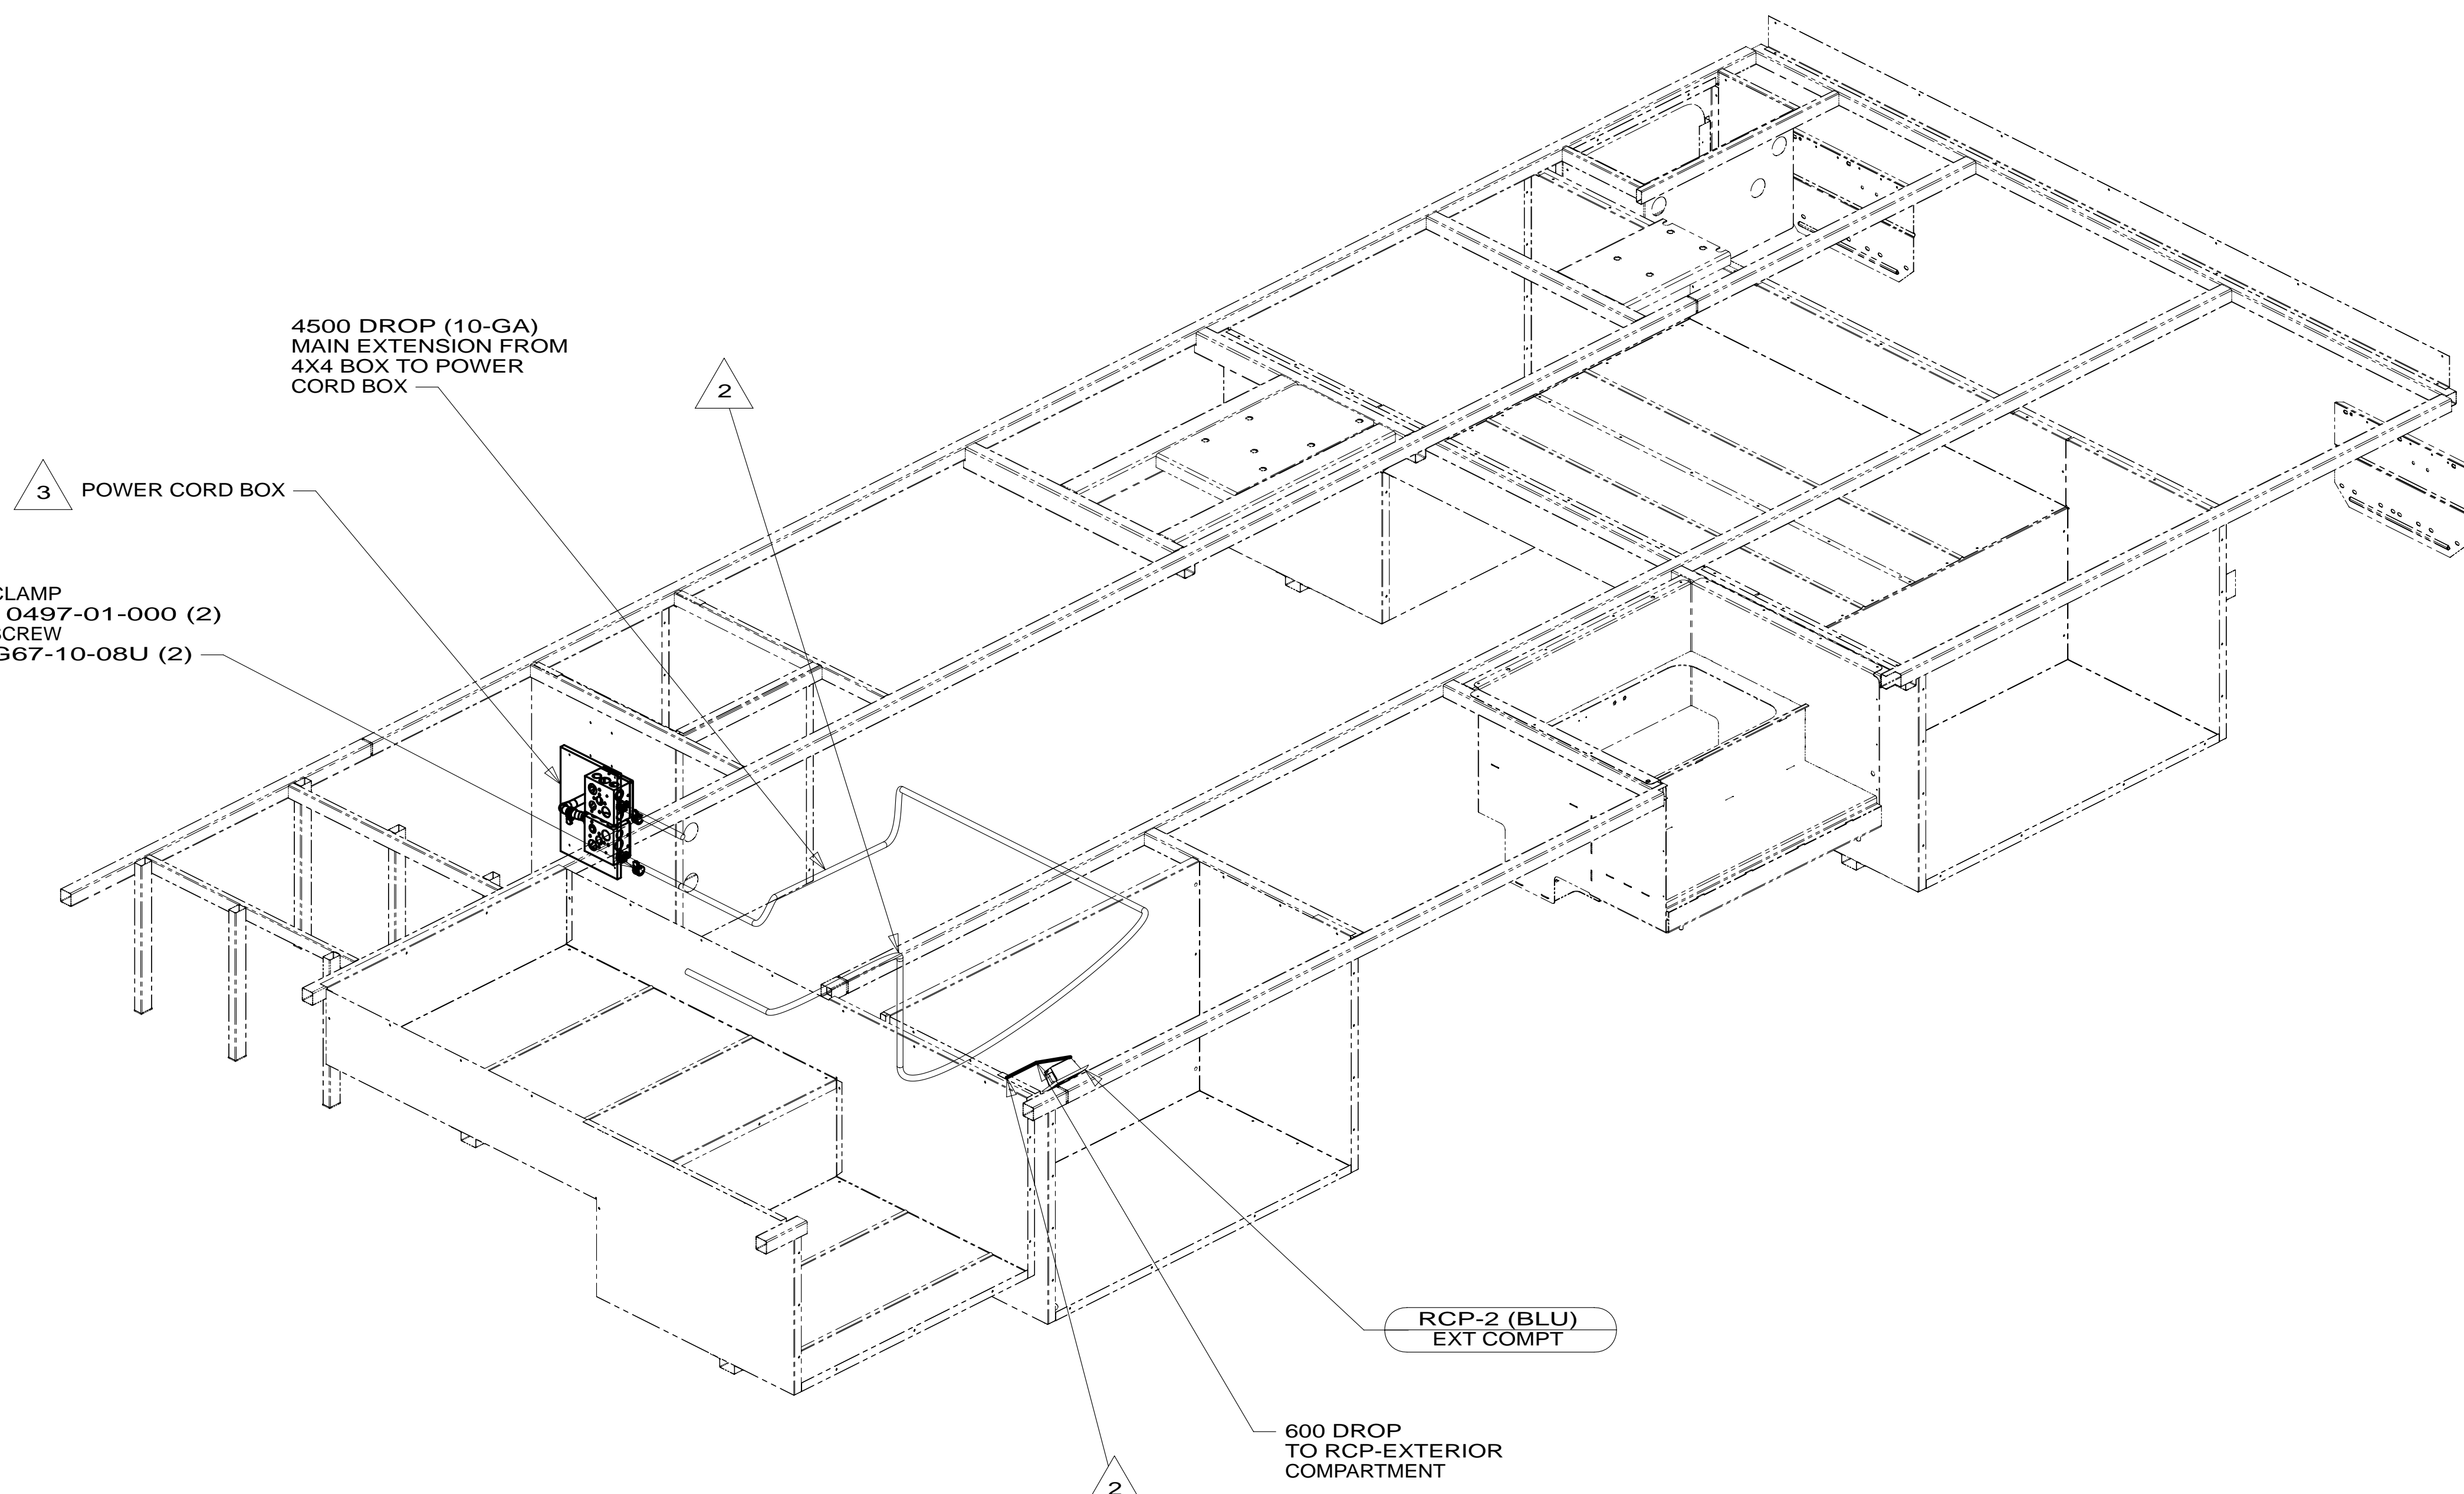 4500 DROP (10-GA)
MAIN EXTENSION FROM
4X4 BOX TO POWER
CORD BOX
2
3
POWER CORD BOX
CLAMP
0497-01-000 (2)
SCREW
G67-10-08U (2)
RCP-2 (BLU)
EXT COMPT
600 DROP
TO RCP-EXTERIOR
COMPARTMENT
2